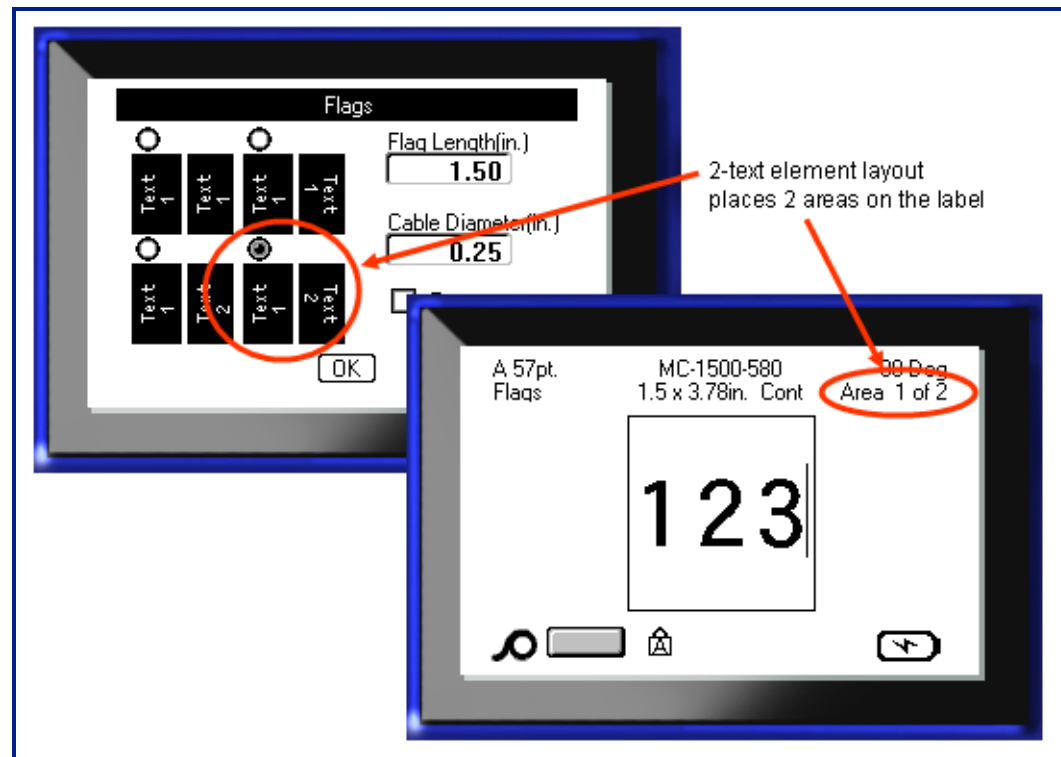 Flags
Flag Length(in.)
1.50
Text 1
Text 1
Text 1
Text 1
Cable Diameter(in.)
0.25
Text 1
Text 2
Text 1
Text 2
OK
2-text element layout
places 2 areas on the label
A 57pt. MC-1500-580 Deg
Flags 1.5 x 3.78in. Cont Area 1 of 2
123
A